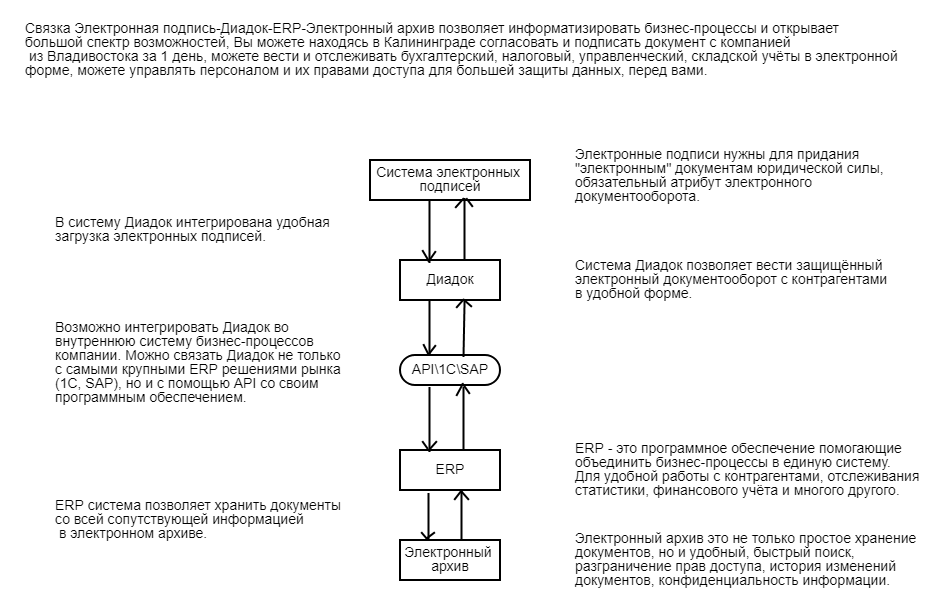 Связка Электронная подпись-Диадок-ERP-Электронный архив позволяет информатизировать бизнес-процессы и открывает
большой спектр возможностей, Вы можете находясь в Калининграде согласовать и подписать документ с компанией
из Владивостока за 1 день, можете вести и отслеживать бухгалтерский, налоговый, управленческий, складской учёты в электронной
форме, можете управлять персоналом и их правами доступа для большей защиты данных, перед вами.
Электронные подписи нужны для придания
"электронным" документам юридической силы,
обязательный атрибут электронного
документооборота.
Система электронных
подписей
В систему Диадок интегрирована удобная
загрузка электронных подписей.
Диадок
Система Диадок позволяет вести защищённый
электронный документооборот с контрагентами
в удобной форме.
Возможно интегрировать Диадок во
внутреннюю систему бизнес-процессов
компании. Можно связать Диадок не только
с самыми крупными ERP решениями рынка
(1С, SAP), но и с помощью API со своим
программным обеспечением.
API\1C\SAP
ERP
ERP - это программное обеспечение помогающие
объединить бизнес-процессы в единую систему.
Для удобной работы с контрагентами, отслеживания
статистики, финансового учёта и многого другого.
ERP система позволяет хранить документы
со всей сопутствующей информацией
в электронном архиве.
Электронный
архив
Электронный архив это не только простое хранение
документов, но и удобный, быстрый поиск,
разграничение прав доступа, история изменений
документов, конфиденциальность информации.